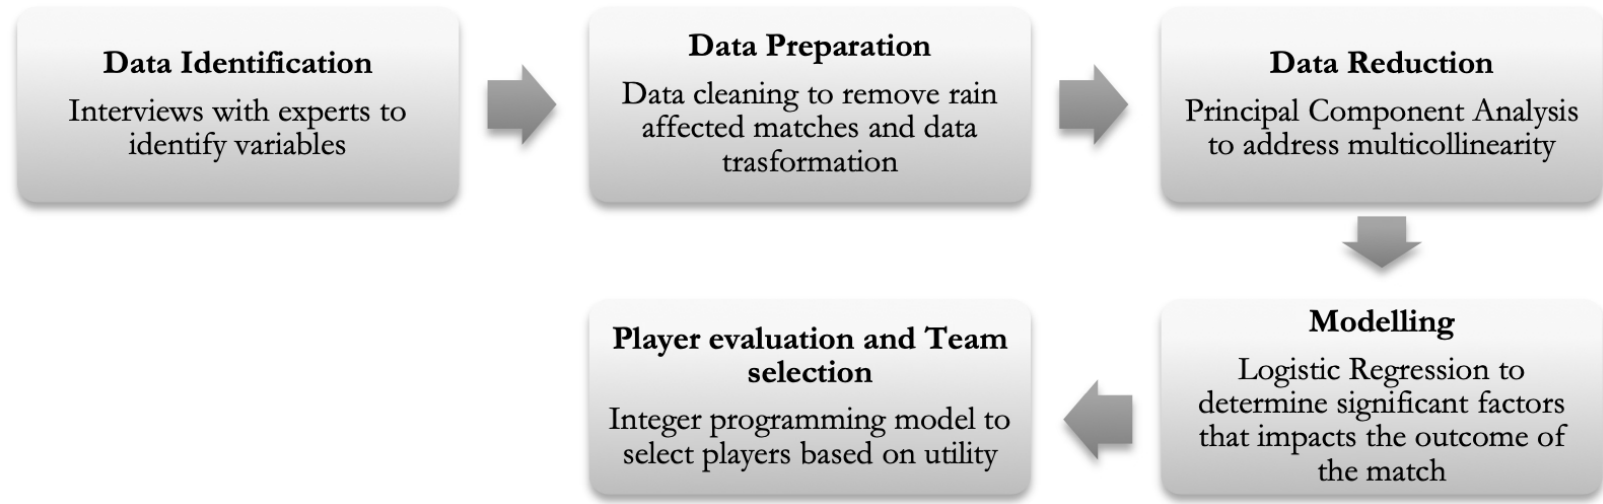 Data Identification
Interviews with experts to
identify variables
Data Preparation
Data cleaning to remove rain
affected matches and data
trasformation
Data Reduction
Principal Component Analysis
to address multicollinearity
Modelling
Logistic Regression to
determine significant factors
that impacts the outcome of
the match
Player evaluation and Team
selection
Integer programming model to
select players based on utility